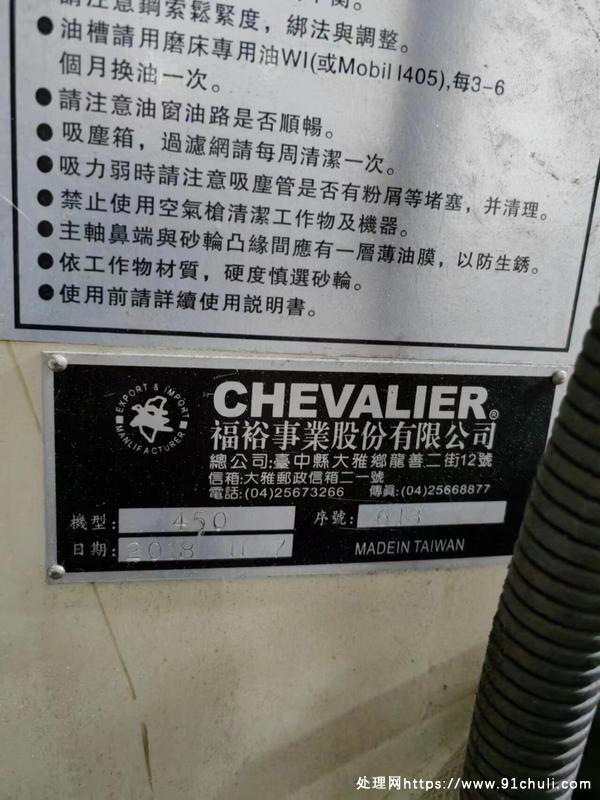 請注意鋼索鬆緊度，綁法與調整。
●油槽請用磨床專用油WI(或Mobil I405),每3-6
個月換油一次。
●請注意油窗油路是否順暢。
●吸塵箱，過濾網請每周清潔一次。
●吸力弱時請注意吸塵管是否有粉屑等堵塞，并清理。
●禁止使用空氣槍清潔工作物及機器。
●主軸鼻端與砂輪凸緣間應有一層薄油膜，以防生銹。
●依工作物材質，硬度慎選砂輪。
●使用前請詳續使用説明書。
EXPORT & IMPORT
MANLIFACTURER
CHEVALIER®
福裕事業股份有限公司
總公司:臺中縣大雅鄉龍善二街12號
信箱:大雅郵政信箱二一號
電話:(04)25673266 傳眞:(04)25668877
機型: 450 序號: 613
日期: 2018 11 7 MADEIN TAIWAN
处理网https://www.91chuli.com